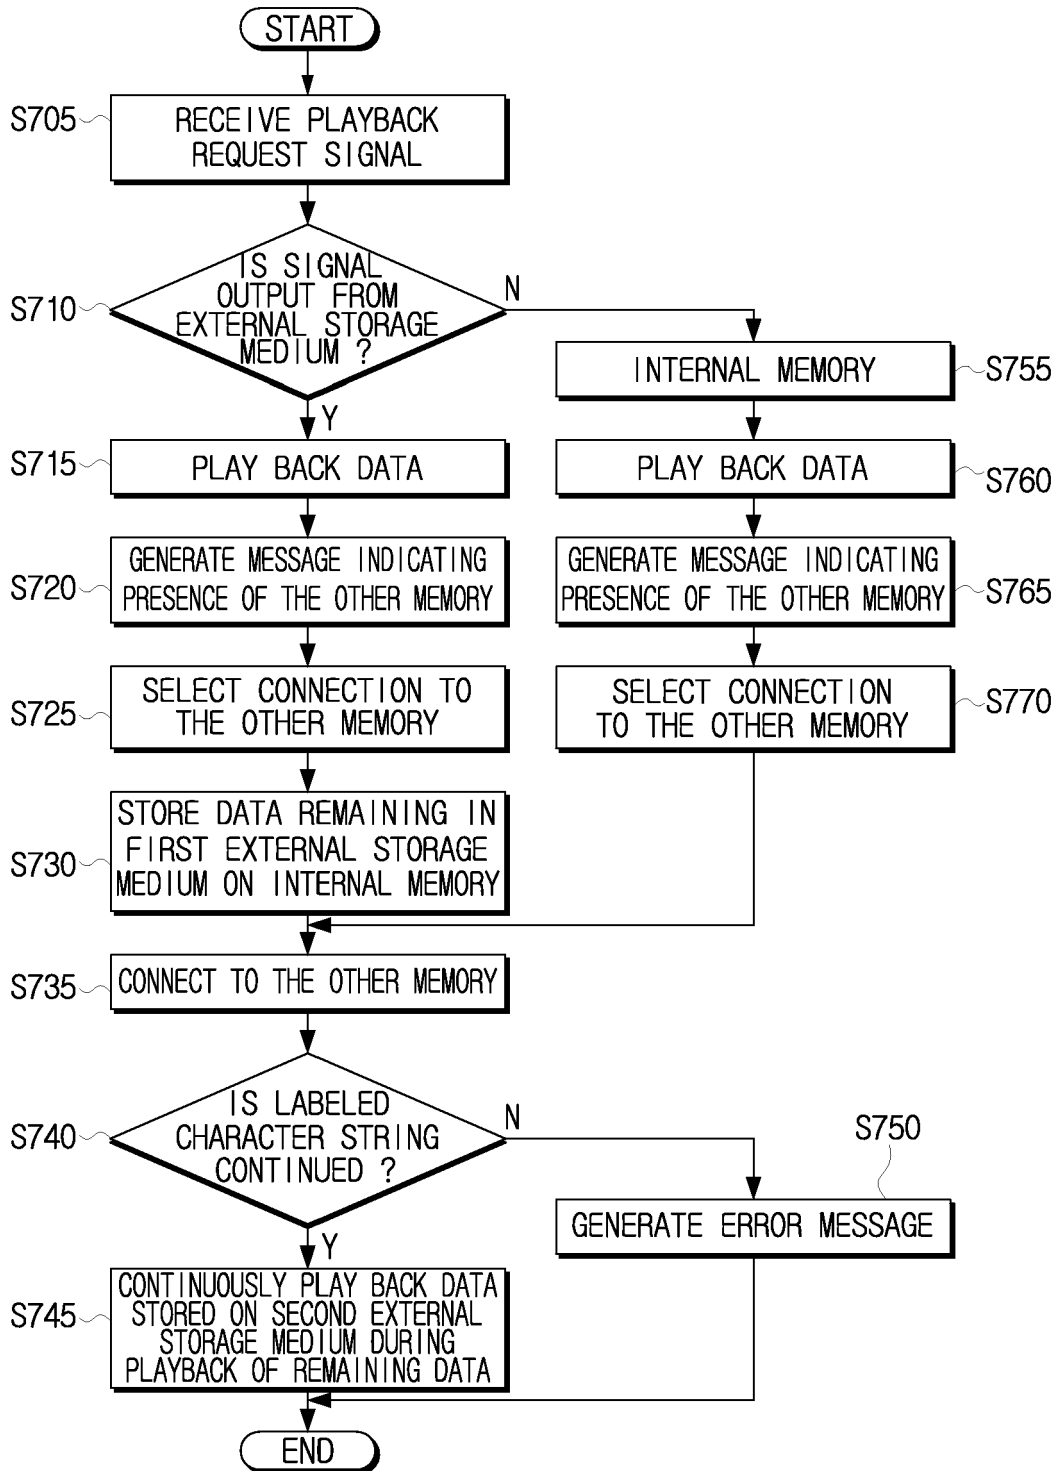 START
S705
RECEIVE PLAYBACK
REQUEST SIGNAL
S710
IS SIGNAL
OUTPUT FROM
EXTERNAL STORAGE
MEDIUM ?
N
Y
INTERNAL MEMORY
S755
S715
PLAY BACK DATA
PLAY BACK DATA
S760
S720
GENERATE MESSAGE INDICATING
PRESENCE OF THE OTHER MEMORY
GENERATE MESSAGE INDICATING
PRESENCE OF THE OTHER MEMORY
S765
S725
SELECT CONNECTION TO
THE OTHER MEMORY
SELECT CONNECTION
TO THE OTHER MEMORY
S770
S730
STORE DATA REMAINING IN
FIRST EXTERNAL STORAGE
MEDIUM ON INTERNAL MEMORY
S735
CONNECT TO THE OTHER MEMORY
S740
IS LABELED
CHARACTER STRING
CONTINUED ?
N
Y
S750
GENERATE ERROR MESSAGE
S745
CONTINUOUSLY PLAY BACK DATA
STORED ON SECOND EXTERNAL
STORAGE MEDIUM DURING
PLAYBACK OF REMAINING DATA
END